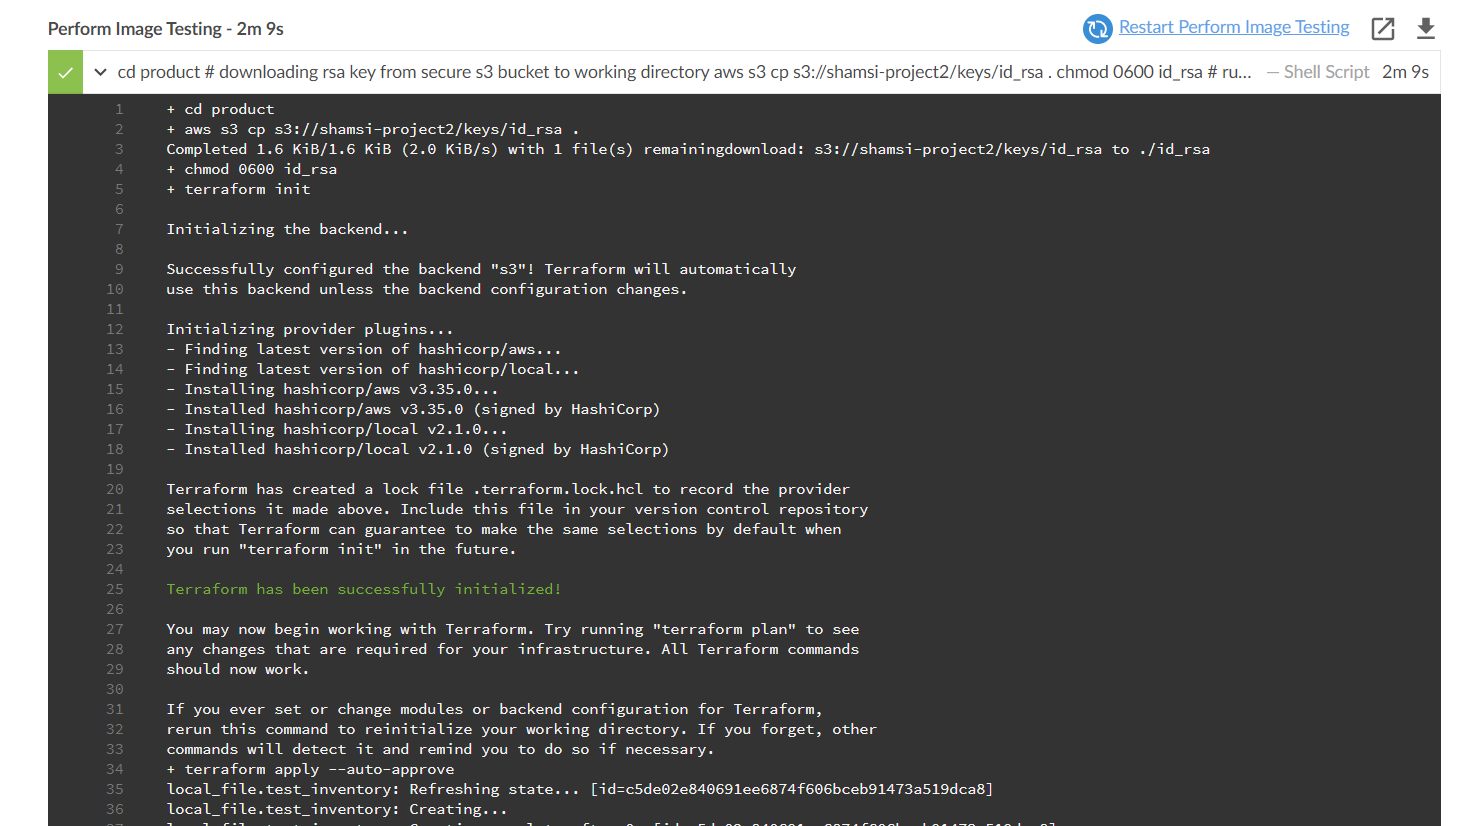 Perform Image Testing - 2m 9s
Restart Perform Image Testing
cd product # downloading rsa key from secure s3 bucket to working directory aws s3 cp s3://shamsi-project2/keys/id_rsa . chmod 0600 id_rsa # ru... — Shell Script 2m 9s
1 + cd product
2 + aws s3 cp s3://shamsi-project2/keys/id_rsa .
3 Completed 1.6 KiB/1.6 KiB (2.0 KiB/s) with 1 file(s) remainingdownload: s3://shamsi-project2/keys/id_rsa to ./id_rsa
4 + chmod 0600 id_rsa
5 + terraform init
6
7 Initializing the backend...
8
9 Successfully configured the backend "s3"! Terraform will automatically
10 use this backend unless the backend configuration changes.
11
12 Initializing provider plugins...
13 - Finding latest version of hashicorp/aws...
14 - Finding latest version of hashicorp/local...
15 - Installing hashicorp/aws v3.35.0...
16 - Installed hashicorp/aws v3.35.0 (signed by HashiCorp)
17 - Installing hashicorp/local v2.1.0...
18 - Installed hashicorp/local v2.1.0 (signed by HashiCorp)
19
20 Terraform has created a lock file .terraform.lock.hcl to record the provider
21 selections it made above. Include this file in your version control repository
22 so that Terraform can guarantee to make the same selections by default when
23 you run "terraform init" in the future.
24
25 Terraform has been successfully initialized!
26
27 You may now begin working with Terraform. Try running "terraform plan" to see
28 any changes that are required for your infrastructure. All Terraform commands
29 should now work.
30
31 If you ever set or change modules or backend configuration for Terraform,
32 rerun this command to reinitialize your working directory. If you forget, other
33 commands will detect it and remind you to do so if necessary.
34 + terraform apply --auto-approve
35 local_file.test_inventory: Refreshing state... [id=c5de02e840691ee6874f606bceb91473a519dca8]
36 local_file.test_inventory: Creating...